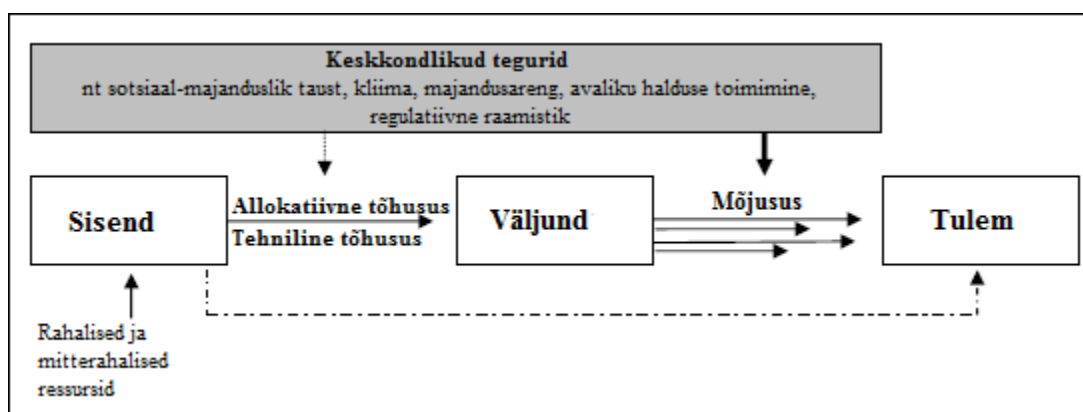 Keskkondlikud tegurid
nt sotsiaal-majanduslik taust, kliima, majandusareng, avaliku halduse toimimine,
regulatiivne raamistik
Sisend
Allokatiivne tõhusus
Tehniline tõhusus
Väljund
Mõjusus
Tulem
Rahalised ja
mitterahalised
ressursid